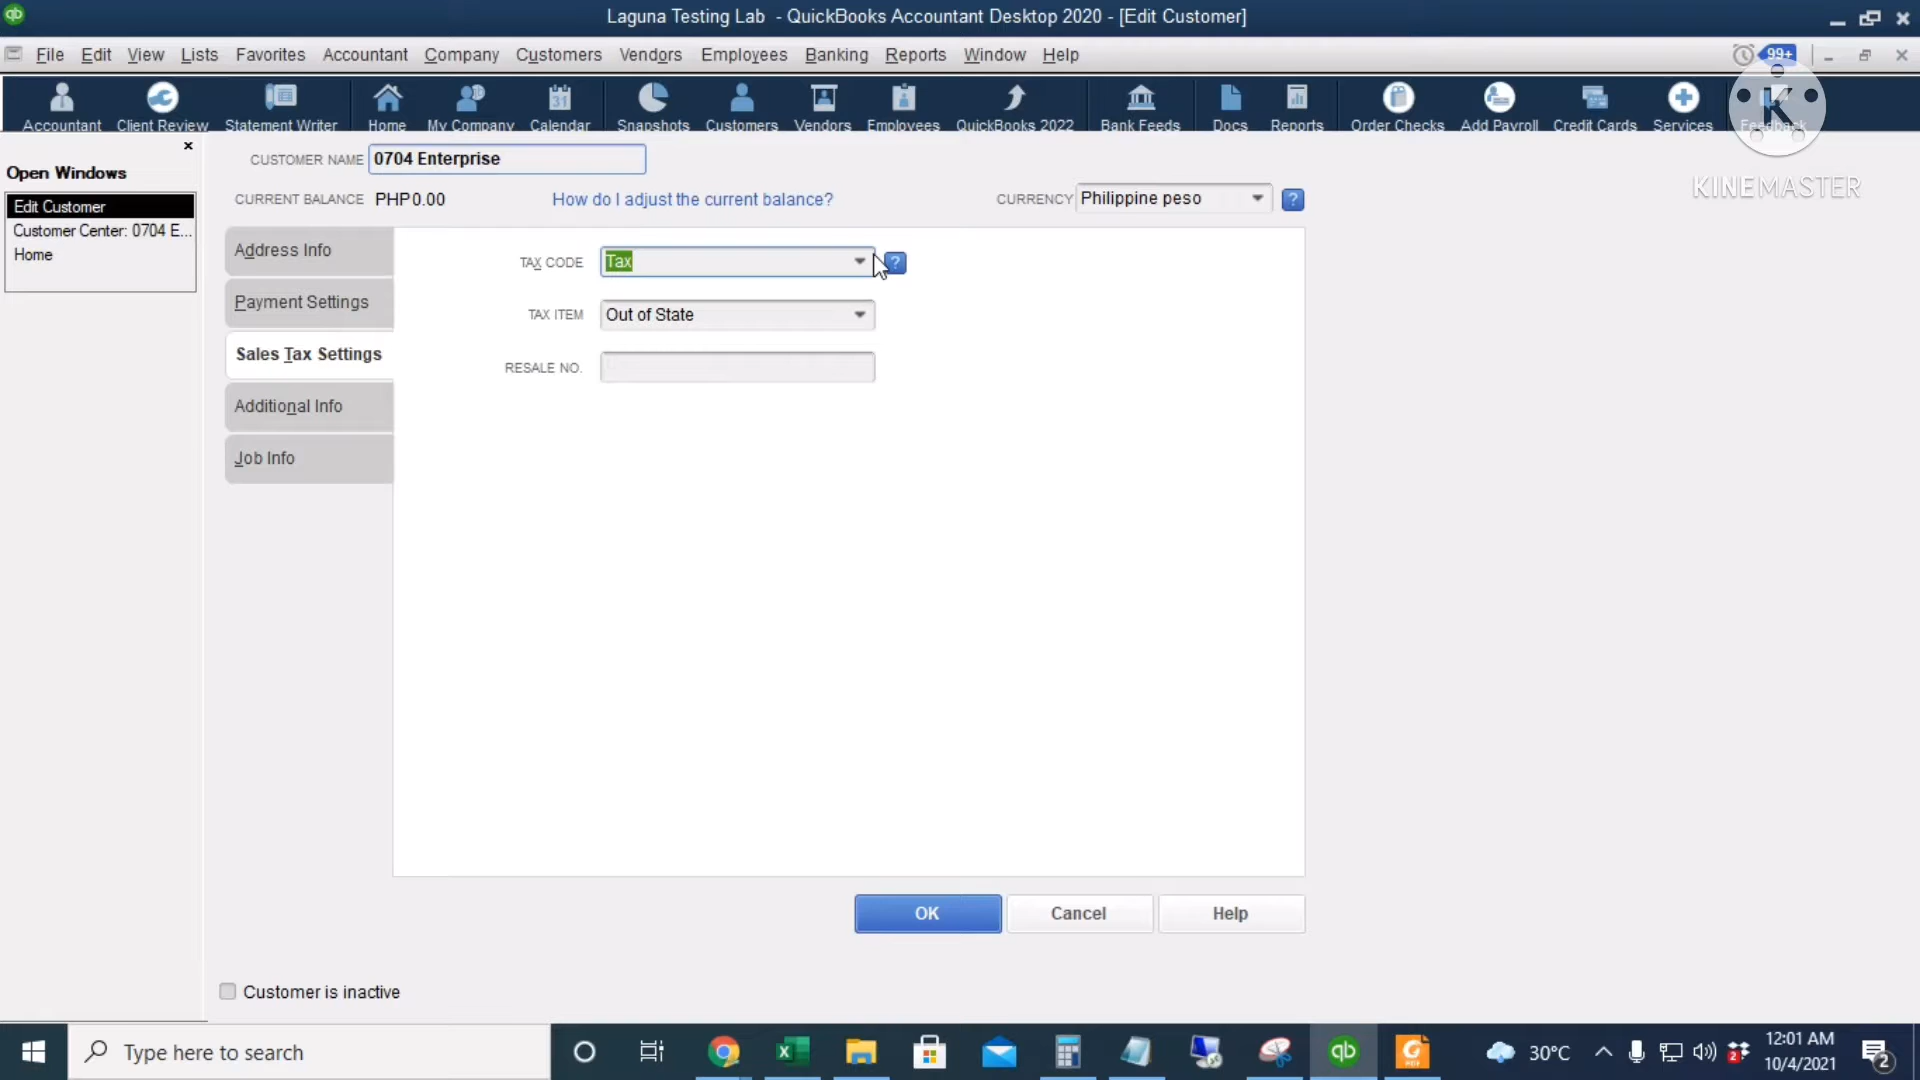 Laguna Testing Lab - QuickBooks Accountant Desktop 2020 - [Edit Customer]
File Edit View Lists Favorites Accountant Company Customers Vendors Employees Banking Reports Window Help
99+
Accountant Client Review Statement Writer Home My Company Calendar Snapshots Customers Vendors Employees QuickBooks 2022 Bank Feeds Docs Reports Order Checks Add Payroll Credit Cards Services Feedback
KINEMASTER
Open Windows
Edit Customer
Customer Center: 0704 E...
Home
CUSTOMER NAME 0704 Enterprise
CURRENT BALANCE PHP0.00 How do I adjust the current balance? CURRENCY Philippine peso ?
Address Info
Payment Settings
Sales Tax Settings
Additional Info
Job Info
TAX CODE Tax ?
TAX ITEM Out of State
RESALE NO.
OK Cancel Help
Customer is inactive
Type here to search
30°C
12:01 AM
10/4/2021
2